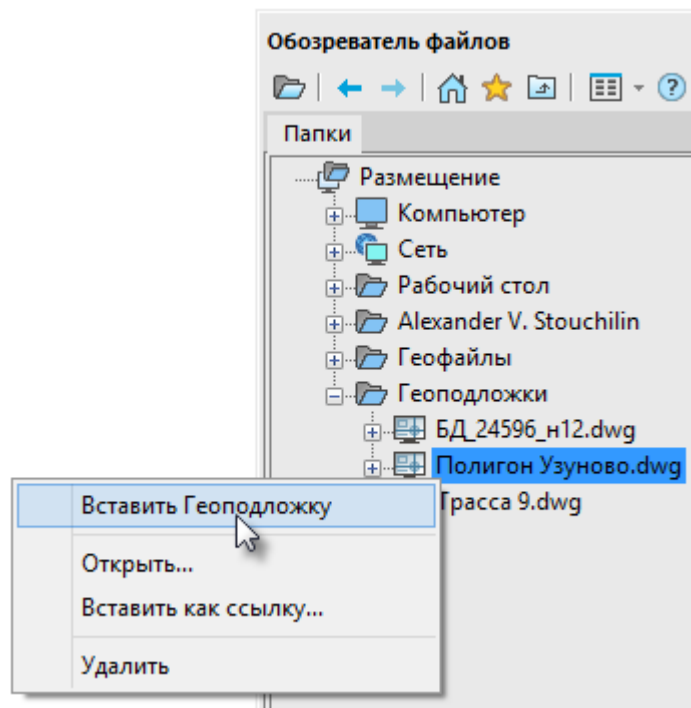 Обозреватель файлов
Папки
Размещение
Компьютер
Сеть
Рабочий стол
Alexander V. Stouchilin
Геофайлы
Геоподложки
БД_24596_н12.dwg
Полигон Узуново.dwg
Трасса 9.dwg
Вставить Геоподложку
Открыть...
Вставить как ссылку...
Удалить